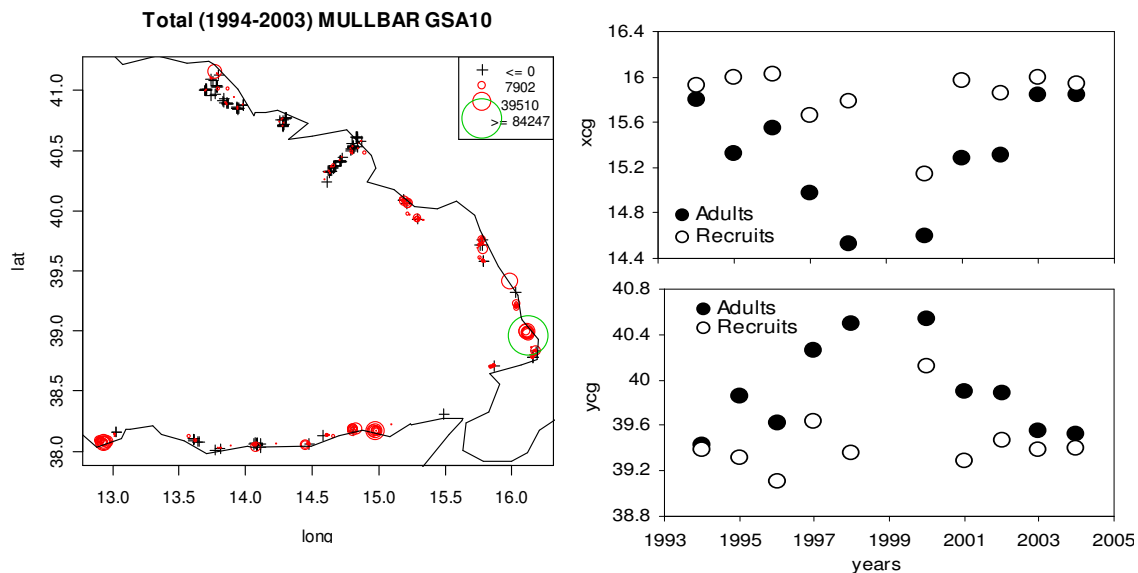 Total (1994-2003) MULLBAR GSA10
<= 0
7902
39510
>= 84247
lat
41.0
40.5
40.0
39.5
39.0
38.5
38.0
13.0 13.5 14.0 14.5 15.0 15.5 16.0
long
xcg
16.4
16
15.6
15.2
14.8
14.4
Adults
Recruits
ycg
40.8
40.4
40
39.6
39.2
38.8
Adults
Recruits
1993 1995 1997 1999 2001 2003 2005
years